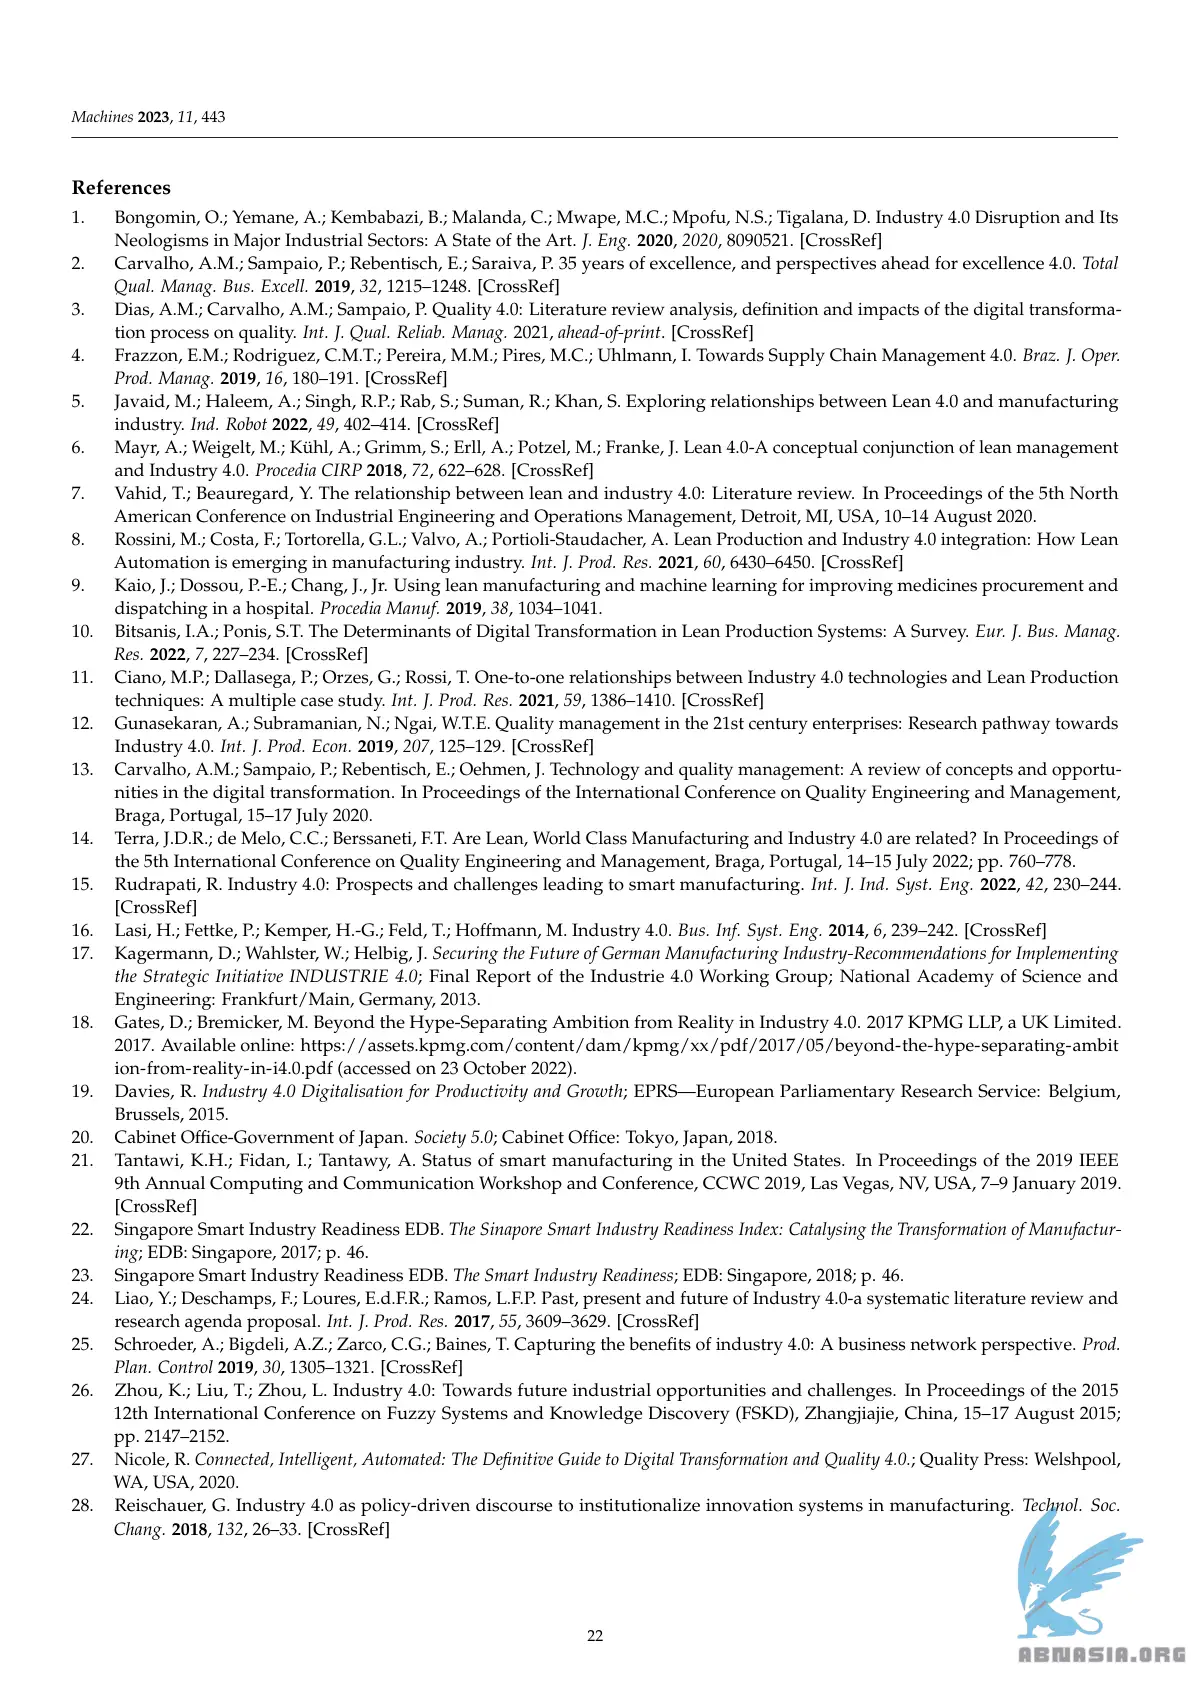 Machines 2023, 11, 443
References
1. Bongomin, O.; Yemane, A.; Kembabazi, B.; Malanda, C.; Mwape, M.C.; Mpofu, N.S.; Tigalana, D. Industry 4.0 Disruption and Its
Neologisms in Major Industrial Sectors: A State of the Art. J. Eng. 2020, 2020, 8090521. [CrossRef]
2. Carvalho, A.M.; Sampaio, P.; Rebentisch, E.; Saraiva, P. 35 years of excellence, and perspectives ahead for excellence 4.0. Total
Qual. Manag. Bus. Excell. 2019, 32, 1215–1248. [CrossRef]
3. Dias, A.M.; Carvalho, A.M.; Sampaio, P. Quality 4.0: Literature review analysis, definition and impacts of the digital transforma-
tion process on quality. Int. J. Qual. Reliab. Manag. 2021, ahead-of-print. [CrossRef]
4. Frazzon, E.M.; Rodriguez, C.M.T.; Pereira, M.M.; Pires, M.C.; Uhlmann, I. Towards Supply Chain Management 4.0. Braz. J. Oper.
Prod. Manag. 2019, 16, 180–191. [CrossRef]
5. Javaid, M.; Haleem, A.; Singh, R.P.; Rab, S.; Suman, R.; Khan, S. Exploring relationships between Lean 4.0 and manufacturing
industry. Ind. Robot 2022, 49, 402–414. [CrossRef]
6. Mayr, A.; Weigelt, M.; Kühl, A.; Grimm, S.; Erll, A.; Potzel, M.; Franke, J. Lean 4.0-A conceptual conjunction of lean management
and Industry 4.0. Procedia CIRP 2018, 72, 622–628. [CrossRef]
7. Vahid, T.; Beauregard, Y. The relationship between lean and industry 4.0: Literature review. In Proceedings of the 5th North
American Conference on Industrial Engineering and Operations Management, Detroit, MI, USA, 10–14 August 2020.
8. Rossini, M.; Costa, F.; Tortorella, G.L.; Valvo, A.; Portioli-Staudacher, A. Lean Production and Industry 4.0 integration: How Lean
Automation is emerging in manufacturing industry. Int. J. Prod. Res. 2021, 60, 6430–6450. [CrossRef]
9. Kaio, J.; Dossou, P.-E.; Chang, J., Jr. Using lean manufacturing and machine learning for improving medicines procurement and
dispatching in a hospital. Procedia Manuf. 2019, 38, 1034–1041.
10. Bitsanis, I.A.; Ponis, S.T. The Determinants of Digital Transformation in Lean Production Systems: A Survey. Eur. J. Bus. Manag.
Res. 2022, 7, 227–234. [CrossRef]
11. Ciano, M.P.; Dallasega, P.; Orzes, G.; Rossi, T. One-to-one relationships between Industry 4.0 technologies and Lean Production
techniques: A multiple case study. Int. J. Prod. Res. 2021, 59, 1386–1410. [CrossRef]
12. Gunasekaran, A.; Subramanian, N.; Ngai, W.T.E. Quality management in the 21st century enterprises: Research pathway towards
Industry 4.0. Int. J. Prod. Econ. 2019, 207, 125–129. [CrossRef]
13. Carvalho, A.M.; Sampaio, P.; Rebentisch, E.; Oehmen, J. Technology and quality management: A review of concepts and opportu-
nities in the digital transformation. In Proceedings of the International Conference on Quality Engineering and Management,
Braga, Portugal, 15–17 July 2020.
14. Terra, J.D.R.; de Melo, C.C.; Berssaneti, F.T. Are Lean, World Class Manufacturing and Industry 4.0 are related? In Proceedings of
the 5th International Conference on Quality Engineering and Management, Braga, Portugal, 14–15 July 2022; pp. 760–778.
15. Rudrapati, R. Industry 4.0: Prospects and challenges leading to smart manufacturing. Int. J. Ind. Syst. Eng. 2022, 42, 230–244.
[CrossRef]
16. Lasi, H.; Fettke, P.; Kemper, H.-G.; Feld, T.; Hoffmann, M. Industry 4.0. Bus. Inf. Syst. Eng. 2014, 6, 239–242. [CrossRef]
17. Kagermann, D.; Wahlster, W.; Helbig, J. Securing the Future of German Manufacturing Industry-Recommendations for Implementing
the Strategic Initiative INDUSTRIE 4.0; Final Report of the Industrie 4.0 Working Group; National Academy of Science and
Engineering: Frankfurt/Main, Germany, 2013.
18. Gates, D.; Bremicker, M. Beyond the Hype-Separating Ambition from Reality in Industry 4.0. 2017 KPMG LLP, a UK Limited.
2017. Available online: https://assets.kpmg.com/content/dam/kpmg/xx/pdf/2017/05/beyond-the-hype-separating-ambit
ion-from-reality-in-i4.0.pdf (accessed on 23 October 2022).
19. Davies, R. Industry 4.0 Digitalisation for Productivity and Growth; EPRS—European Parliamentary Research Service: Belgium,
Brussels, 2015.
20. Cabinet Office-Government of Japan. Society 5.0; Cabinet Office: Tokyo, Japan, 2018.
21. Tantawi, K.H.; Fidan, I.; Tantawy, A. Status of smart manufacturing in the United States. In Proceedings of the 2019 IEEE
9th Annual Computing and Communication Workshop and Conference, CCWC 2019, Las Vegas, NV, USA, 7–9 January 2019.
[CrossRef]
22. Singapore Smart Industry Readiness EDB. The Sinapore Smart Industry Readiness Index: Catalysing the Transformation of Manufactur-
ing; EDB: Singapore, 2017; p. 46.
23. Singapore Smart Industry Readiness EDB. The Smart Industry Readiness; EDB: Singapore, 2018; p. 46.
24. Liao, Y.; Deschamps, F.; Loures, E.d.F.R.; Ramos, L.F.P. Past, present and future of Industry 4.0-a systematic literature review and
research agenda proposal. Int. J. Prod. Res. 2017, 55, 3609–3629. [CrossRef]
25. Schroeder, A.; Bigdeli, A.Z.; Zarco, C.G.; Baines, T. Capturing the benefits of industry 4.0: A business network perspective. Prod.
Plan. Control 2019, 30, 1305–1321. [CrossRef]
26. Zhou, K.; Liu, T.; Zhou, L. Industry 4.0: Towards future industrial opportunities and challenges. In Proceedings of the 2015
12th International Conference on Fuzzy Systems and Knowledge Discovery (FSKD), Zhangjiajie, China, 15–17 August 2015;
pp. 2147–2152.
27. Nicole, R. Connected, Intelligent, Automated: The Definitive Guide to Digital Transformation and Quality 4.0.; Quality Press: Welshpool,
WA, USA, 2020.
28. Reischauer, G. Industry 4.0 as policy-driven discourse to institutionalize innovation systems in manufacturing. Technol. Soc.
Chang. 2018, 132, 26–33. [CrossRef]
22
ABNASIA.ORG